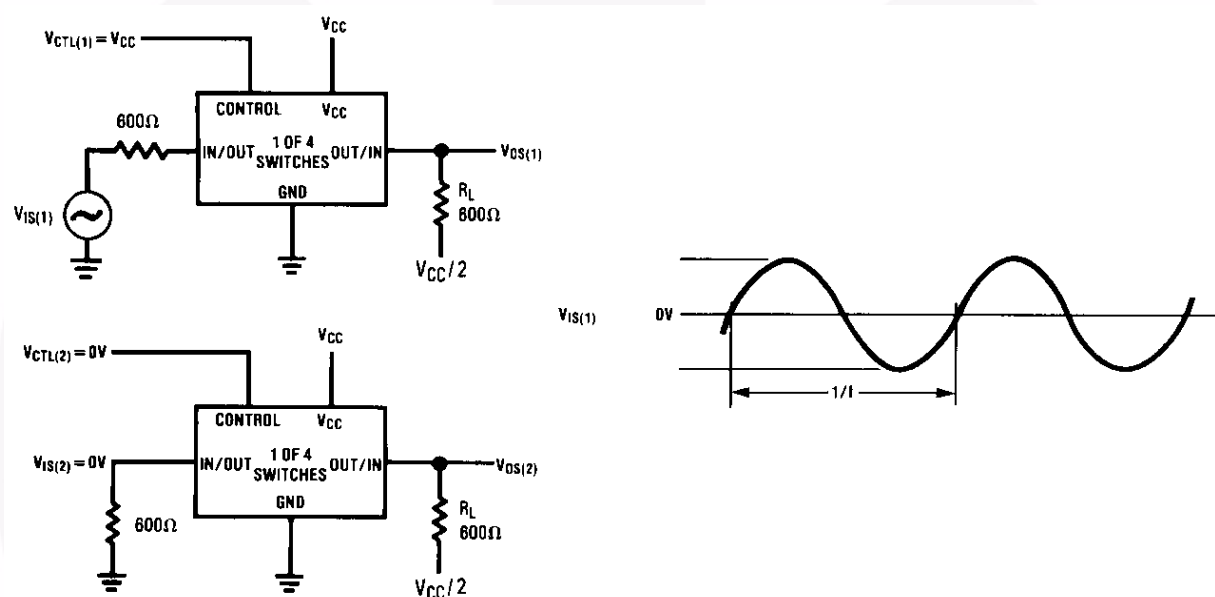 V_CTL(1) = V_CC
V_CC
CONTROL
V_CC
600Ω
IN/OUT
1 OF 4
SWITCHES
OUT/IN
V_OS(1)
GND
R_L
600Ω
V_IS(1)
V_CC/2
V_IS(1)
0V
1/f
V_CTL(2) = 0V
V_CC
CONTROL
V_CC
V_IS(2) = 0V
IN/OUT
1 OF 4
SWITCHES
OUT/IN
V_OS(2)
GND
600Ω
R_L
600Ω
V_CC/2